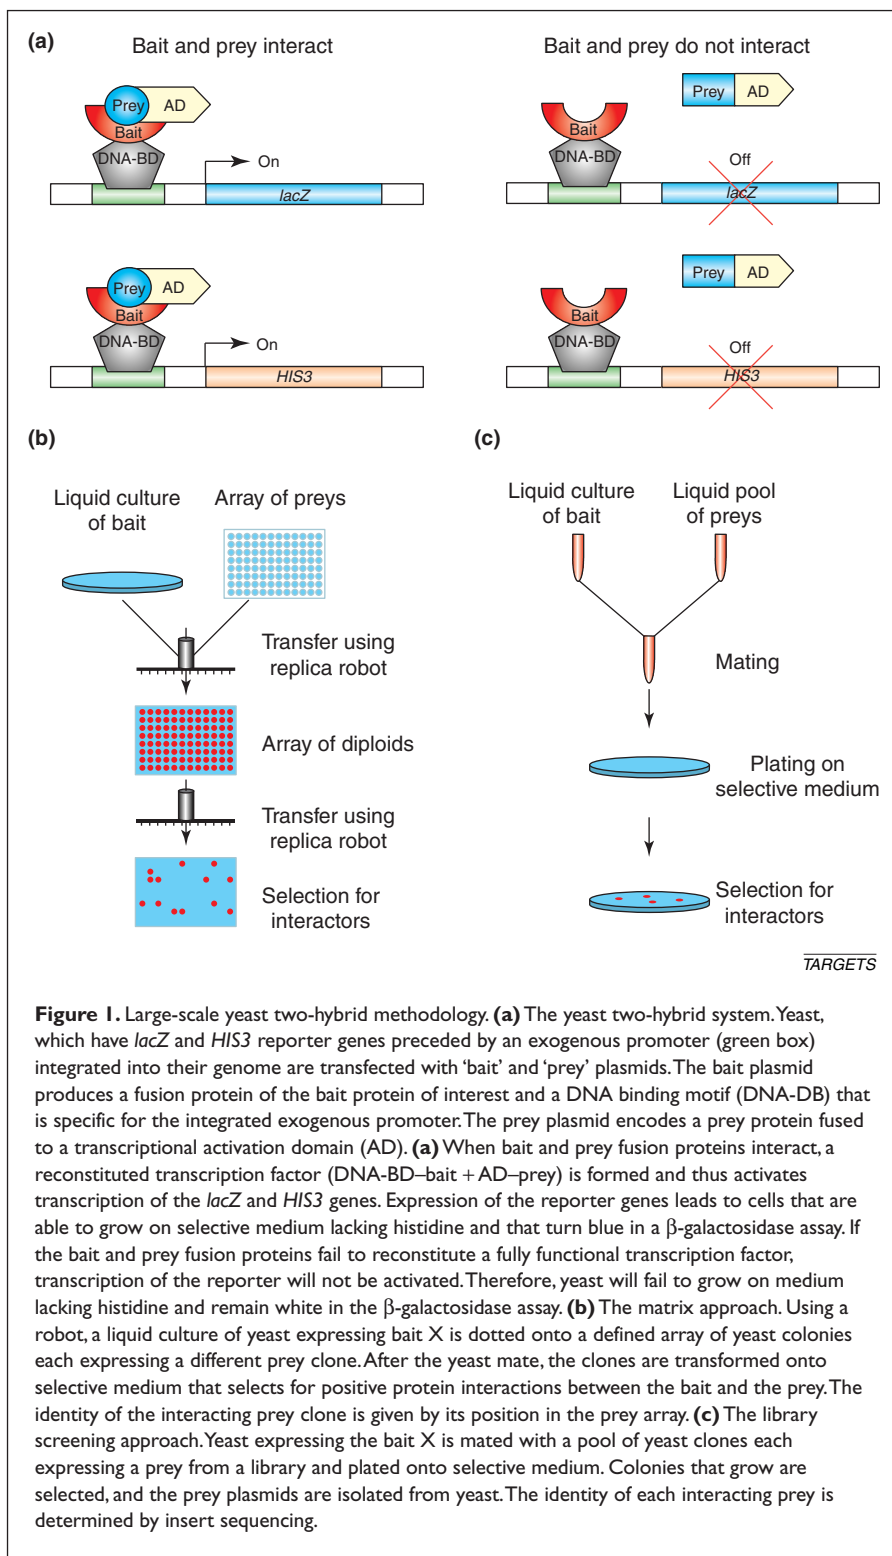 (a)
Bait and prey interact
Bait and prey do not interact
Prey
AD
Bait
DNA-BD
On
lacZ
Prey
AD
Bait
DNA-BD
Off
lacZ
Prey
AD
Bait
DNA-BD
On
HIS3
Prey
AD
Bait
DNA-BD
Off
HIS3
(b)
Liquid culture
of bait
Array of preys
Transfer using
replica robot
Array of diploids
Transfer using
replica robot
Selection for
interactors
(c)
Liquid culture
of bait
Liquid pool
of preys
Mating
Plating on
selective medium
Selection for
interactors
TARGETS
Figure 1. Large-scale yeast two-hybrid methodology. (a) The yeast two-hybrid system. Yeast,
which have lacZ and HIS3 reporter genes preceded by an exogenous promoter (green box)
integrated into their genome are transfected with ‘bait’ and ‘prey’ plasmids. The bait plasmid
produces a fusion protein of the bait protein of interest and a DNA binding motif (DNA-DB) that
is specific for the integrated exogenous promoter. The prey plasmid encodes a prey protein fused
to a transcriptional activation domain (AD). (a) When bait and prey fusion proteins interact, a
reconstituted transcription factor (DNA-BD–bait + AD–prey) is formed and thus activates
transcription of the lacZ and HIS3 genes. Expression of the reporter genes leads to cells that are
able to grow on selective medium lacking histidine and that turn blue in a β-galactosidase assay. If
the bait and prey fusion proteins fail to reconstitute a fully functional transcription factor,
transcription of the reporter will not be activated. Therefore, yeast will fail to grow on medium
lacking histidine and remain white in the β-galactosidase assay. (b) The matrix approach. Using a
robot, a liquid culture of yeast expressing bait X is dotted onto a defined array of yeast colonies
each expressing a different prey clone. After the yeast mate, the clones are transformed onto
selective medium that selects for positive protein interactions between the bait and the prey. The
identity of the interacting prey clone is given by its position in the prey array. (c) The library
screening approach. Yeast expressing the bait X is mated with a pool of yeast clones each
expressing a prey from a library and plated onto selective medium. Colonies that grow are
selected, and the prey plasmids are isolated from yeast. The identity of each interacting prey is
determined by insert sequencing.